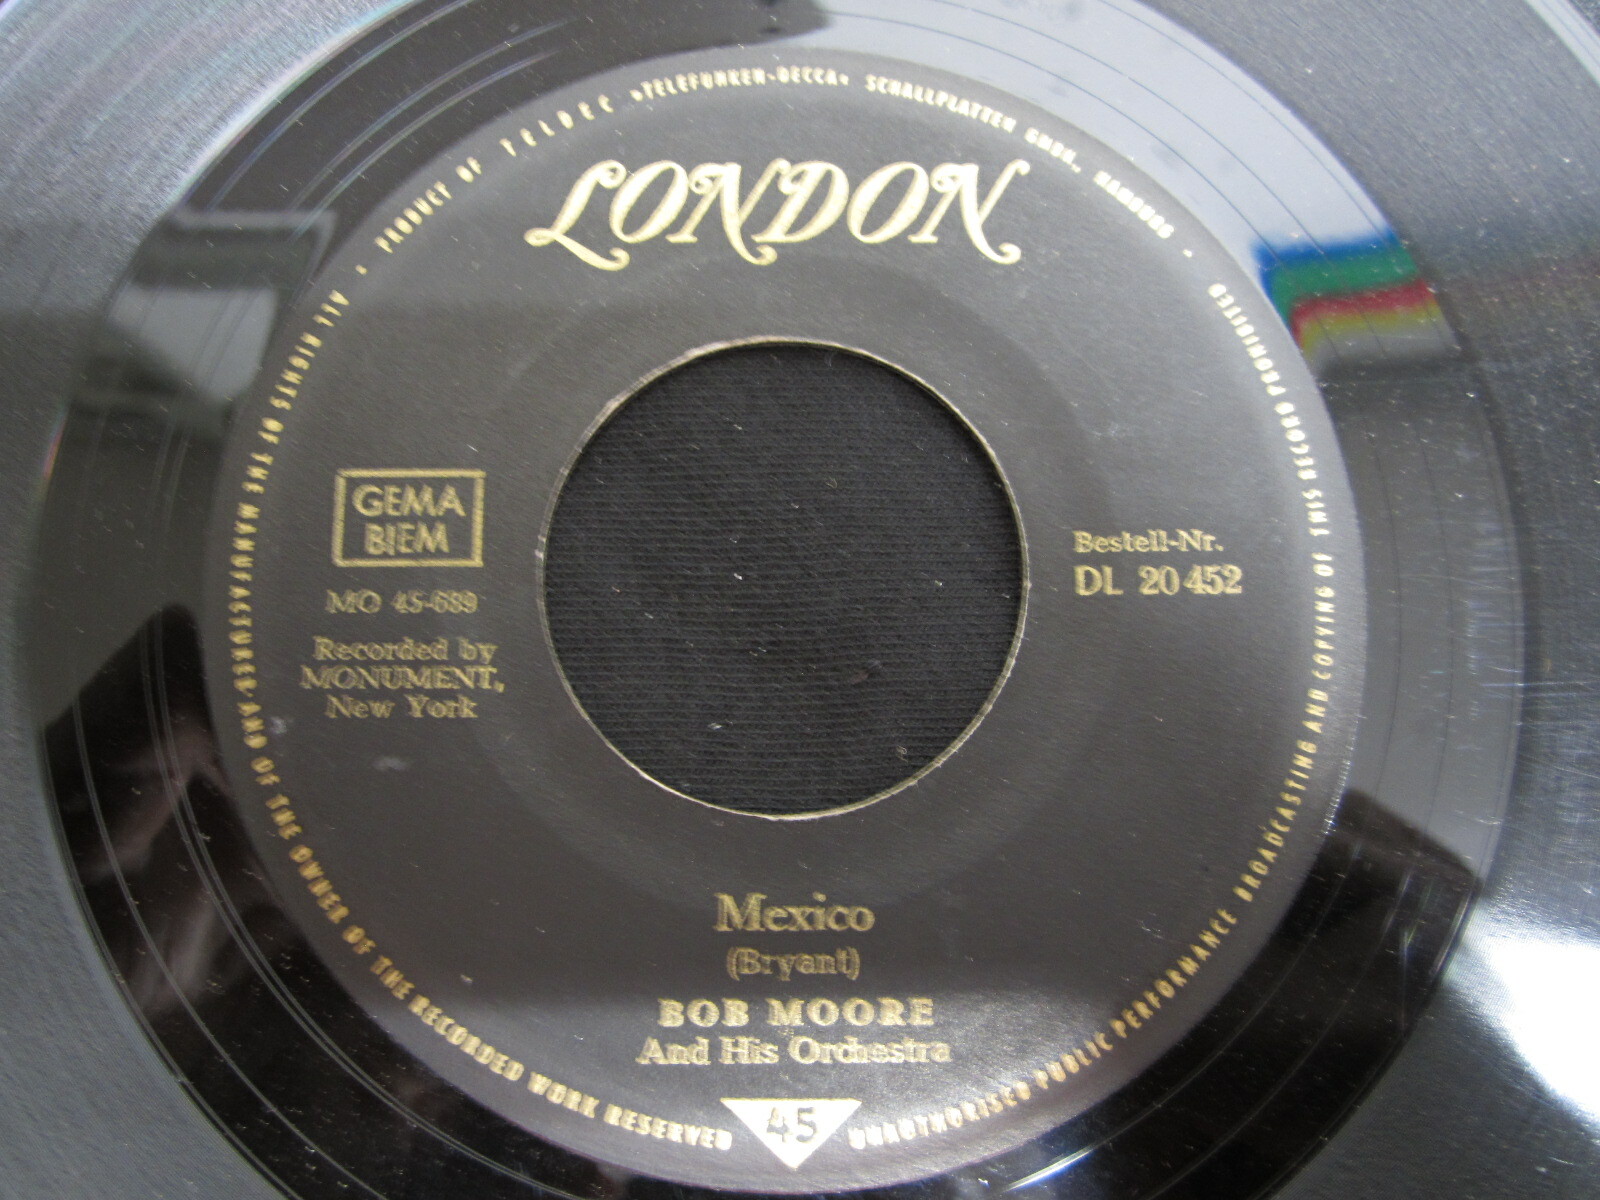 PRODUCT OF TELDEC »TELEFUNKEN-DECCA« SCHALLPLATTEN GMBH., HAMBURG •
LONDON
GEMA
BIEM
MO 45-689
Recorded by
MONUMENT,
New York
Bestell-Nr.
DL 20 452
Mexico
(Bryant)
BOB MOORE
And His Orchestra
45
• ALL RIGHTS OF THE MANUFACTURER AND OF THE OWNER OF THE RECORDED WORK RESERVED
UNAUTHORISED PUBLIC PERFORMANCE BROADCASTING AND COPYING OF THIS RECORD PROHIBITED